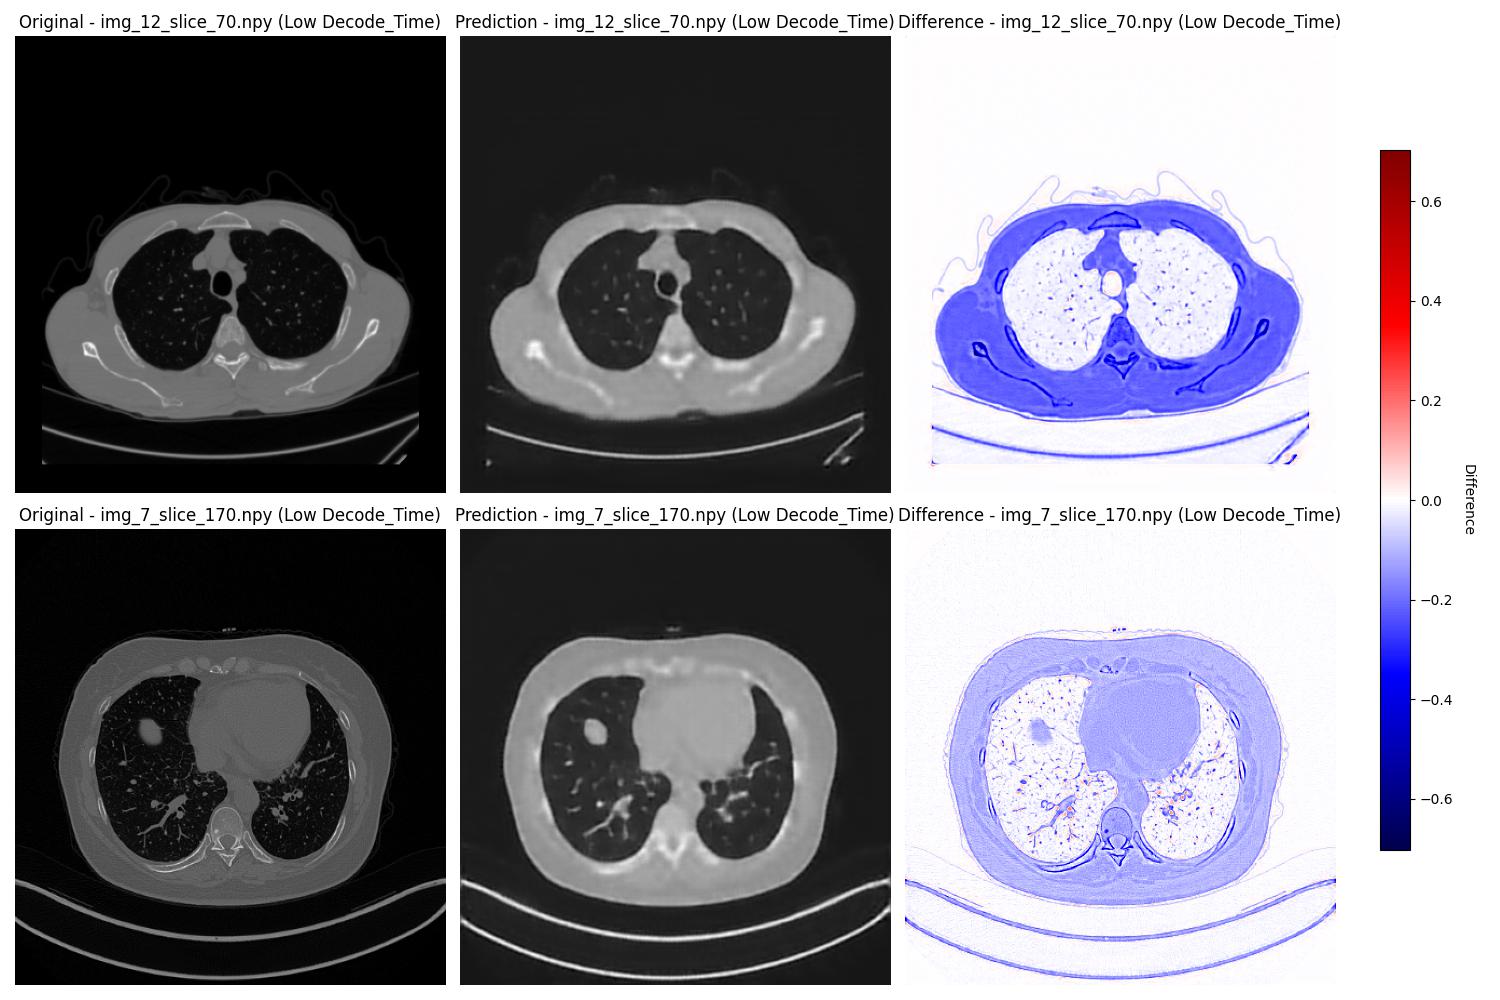 Original - img_12_slice_70.npy (Low Decode_Time)
Prediction - img_12_slice_70.npy (Low Decode_Time)
Difference - img_12_slice_70.npy (Low Decode_Time)
Original - img_7_slice_170.npy (Low Decode_Time)
Prediction - img_7_slice_170.npy (Low Decode_Time)
Difference - img_7_slice_170.npy (Low Decode_Time)
0.6
0.4
0.2
0.0
−0.2
−0.4
−0.6
Difference